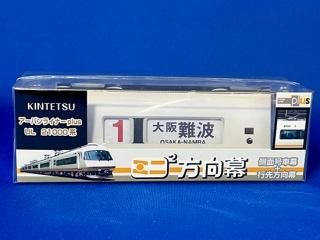 KINTETSU
plus
アーバンライナーplus
UL 21000系
1
大阪難波
OSAKA-NAMBA
ミニ²方向幕
側面号車幕
+
行先方向幕